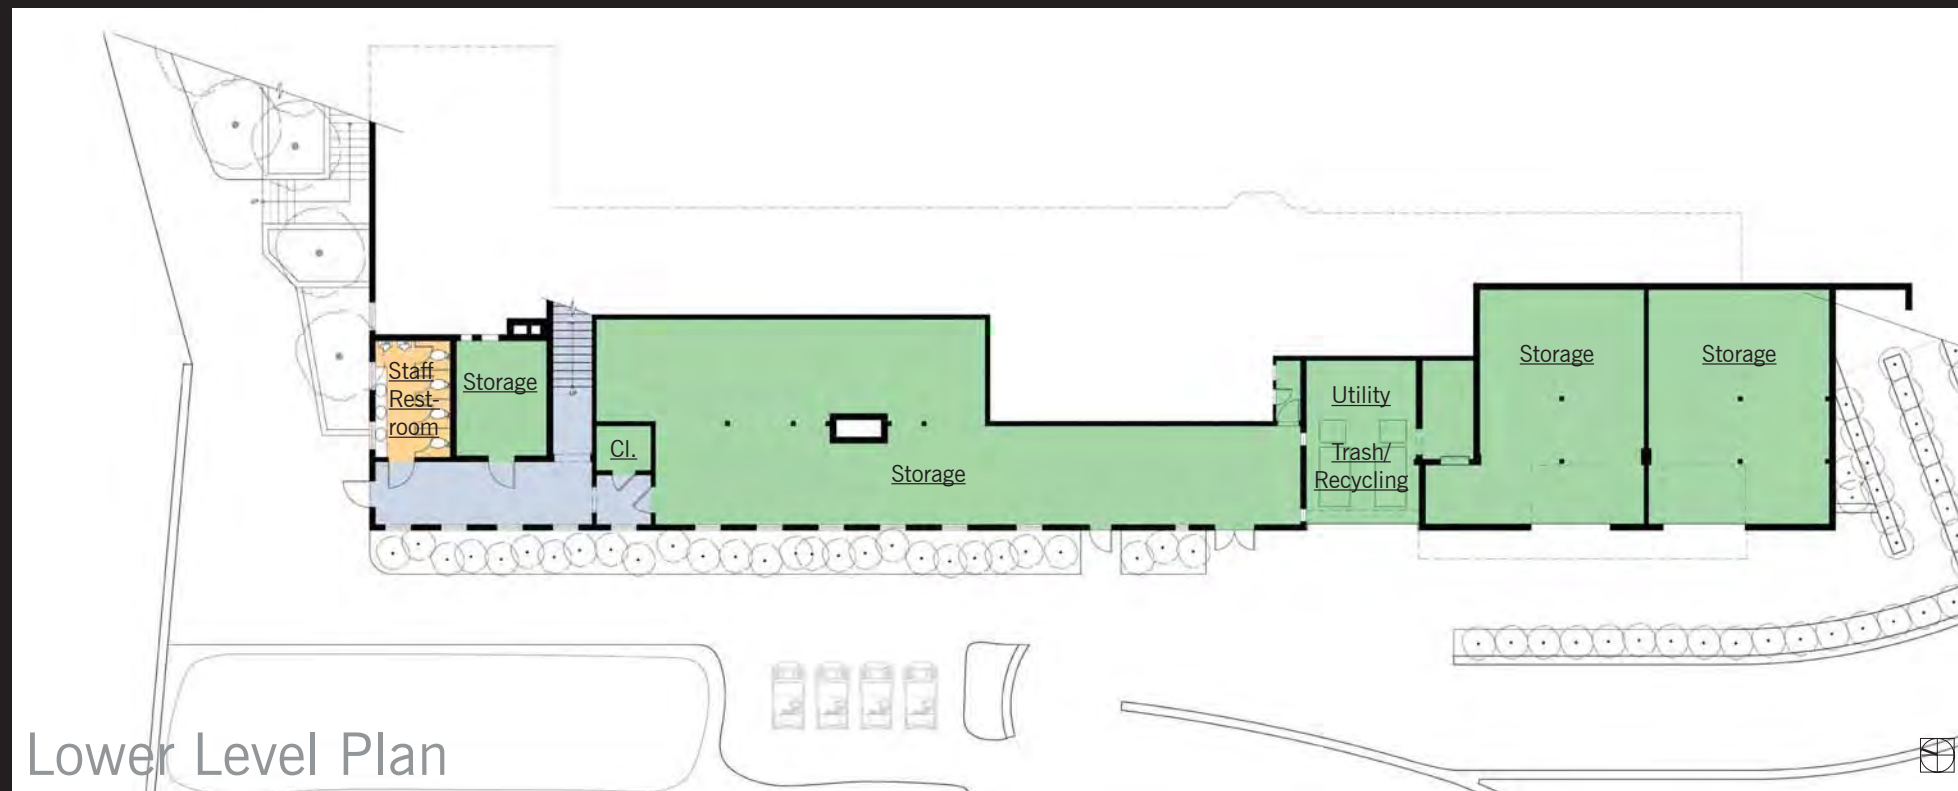 Staff
Rest-
room
Storage
Cl.
Storage
Utility
Trash/
Recycling
Storage
Storage
Lower Level Plan